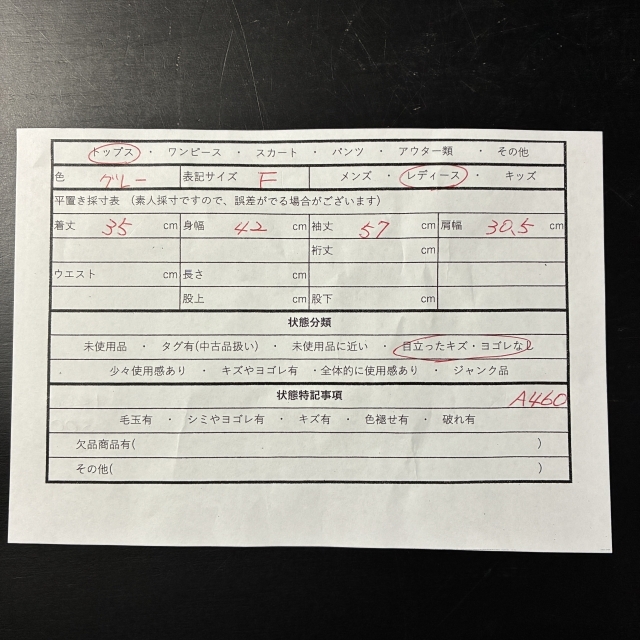 トップス ・ ワンピース ・ スカート ・ パンツ ・ アウター類 ・ その他
色 グレー 表記サイズ F メンズ ・ レディース ・ キッズ
平置き採寸表 （素人採寸ですので、誤差がでる場合がございます）
着丈 35 cm 身幅 42 cm 袖丈 57 cm 肩幅 30.5 cm
裄丈 cm
ウエスト cm 長さ cm
股上 cm 股下 cm
状態分類
未使用品 ・ タグ有(中古品扱い) ・ 未使用品に近い ・ 目立ったキズ・ヨゴレなし
少々使用感あり ・ キズやヨゴレ有 ・全体的に使用感あり ・ ジャンク品
状態特記事項
A460
毛玉有 ・ シミやヨゴレ有 ・ キズ有 ・ 色褪せ有 ・ 破れ有
欠品商品有( )
その他( )